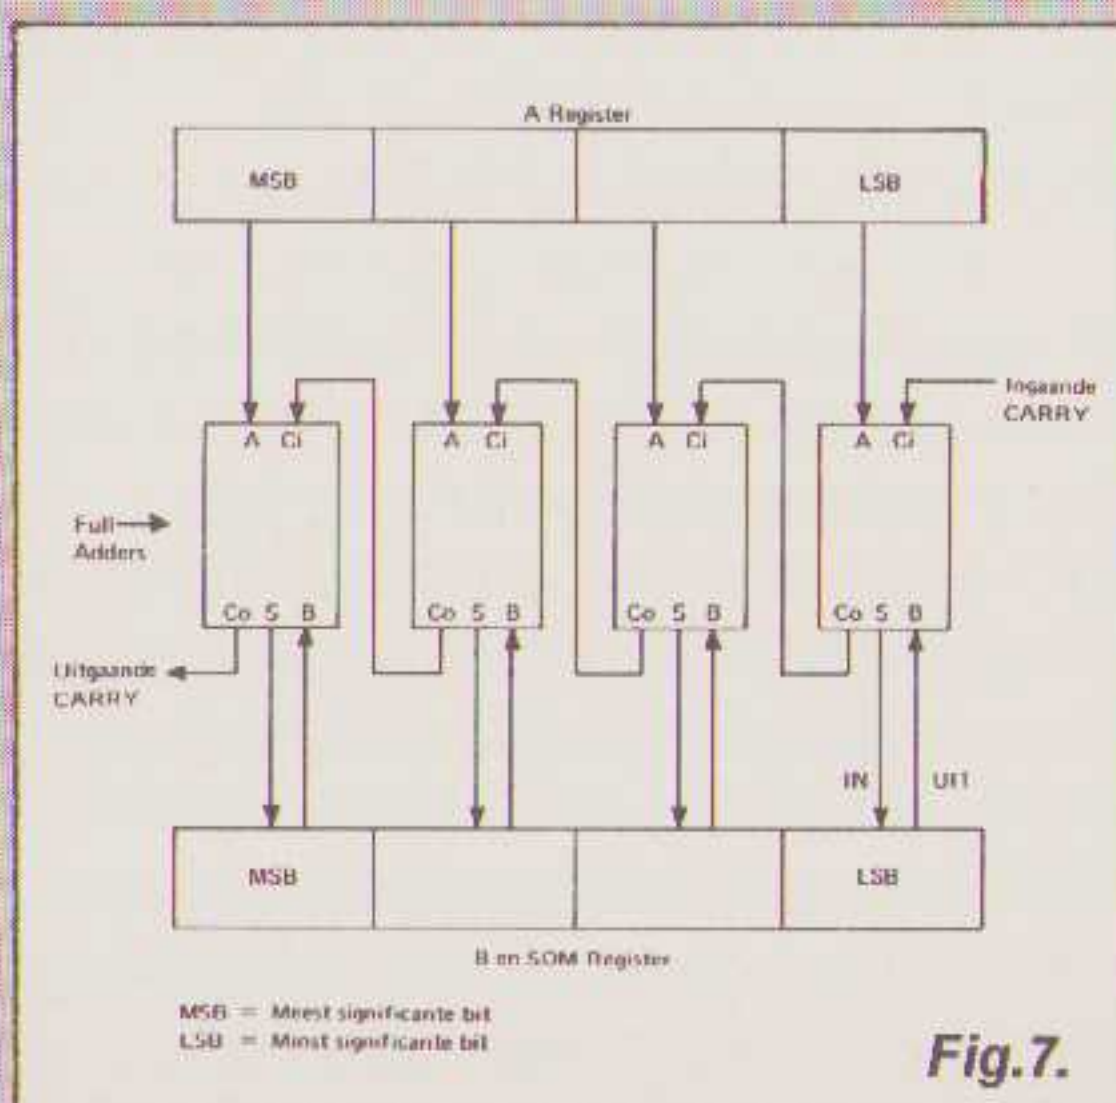 A Register
MSB
LSB
Ingaande
CARRY
A Ci
A Ci
A Ci
A Ci
Full
Adders
Co S B
Co S B
Co S B
Co S B
Uitgaande
CARRY
IN
UIT
MSB
LSB
B en SOM Register
MSB = Meest significante bit
LSB = Minst significante bit
Fig.7.